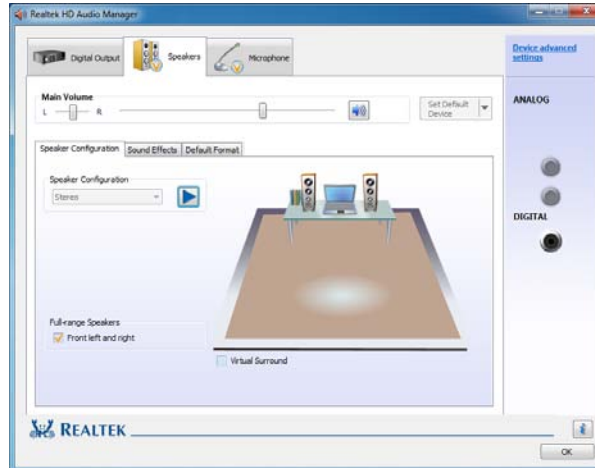 Realtek HD Audio Manager
Digital Output
Speakers
Microphone
Device advanced
settings
Main Volume
L
R
Set Default
Device
ANALOG
Speaker Configuration
Sound Effects
Default Format
Speaker Configuration
Stereo
DIGITAL
Full-range Speakers
Front left and right
Virtual Surround
REALTEK
i
OK